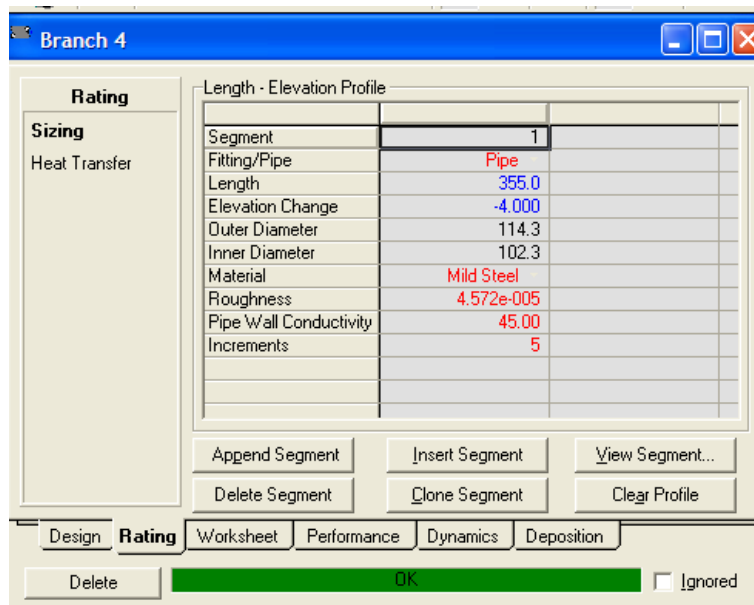 Branch 4
Rating
Sizing
Heat Transfer
Length - Elevation Profile
Segment 1
Fitting/Pipe Pipe
Length 355.0
Elevation Change -4.000
Outer Diameter 114.3
Inner Diameter 102.3
Material Mild Steel
Roughness 4.572e-005
Pipe Wall Conductivity 45.00
Increments 5
Append Segment Insert Segment View Segment...
Delete Segment Clone Segment Clear Profile
Design Rating Worksheet Performance Dynamics Deposition
Delete OK Ignored